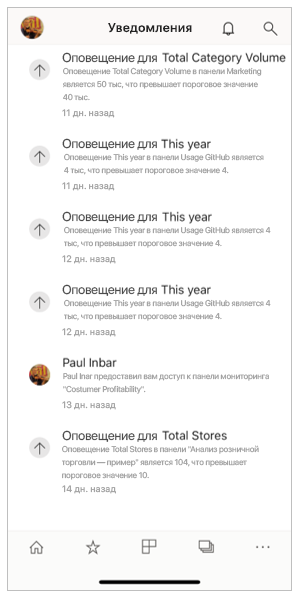 Уведомления
Оповещение для Total Category Volume
Оповещение Total Category Volume в панели Marketing
является 50 тыс, что превышает пороговое значение
40 тыс.
11 дн. назад
Оповещение для This year
Оповещение This year в панели Usage GitHub является
4 тыс, что превышает пороговое значение 4.
11 дн. назад
Оповещение для This year
Оповещение This year в панели Usage GitHub является 4
тыс, что превышает пороговое значение 4.
12 дн. назад
Оповещение для This year
Оповещение This year в панели Usage GitHub является 4
тыс, что превышает пороговое значение 4.
12 дн. назад
Paul Inbar
Paul Inar предоставил вам доступ к панели мониторинга
"Costumer Profitability".
13 дн. назад
Оповещение для Total Stores
Оповещение Total Stores в панели "Анализ розничной
торговли — пример" является 104, что превышает
пороговое значение 10.
14 дн. назад